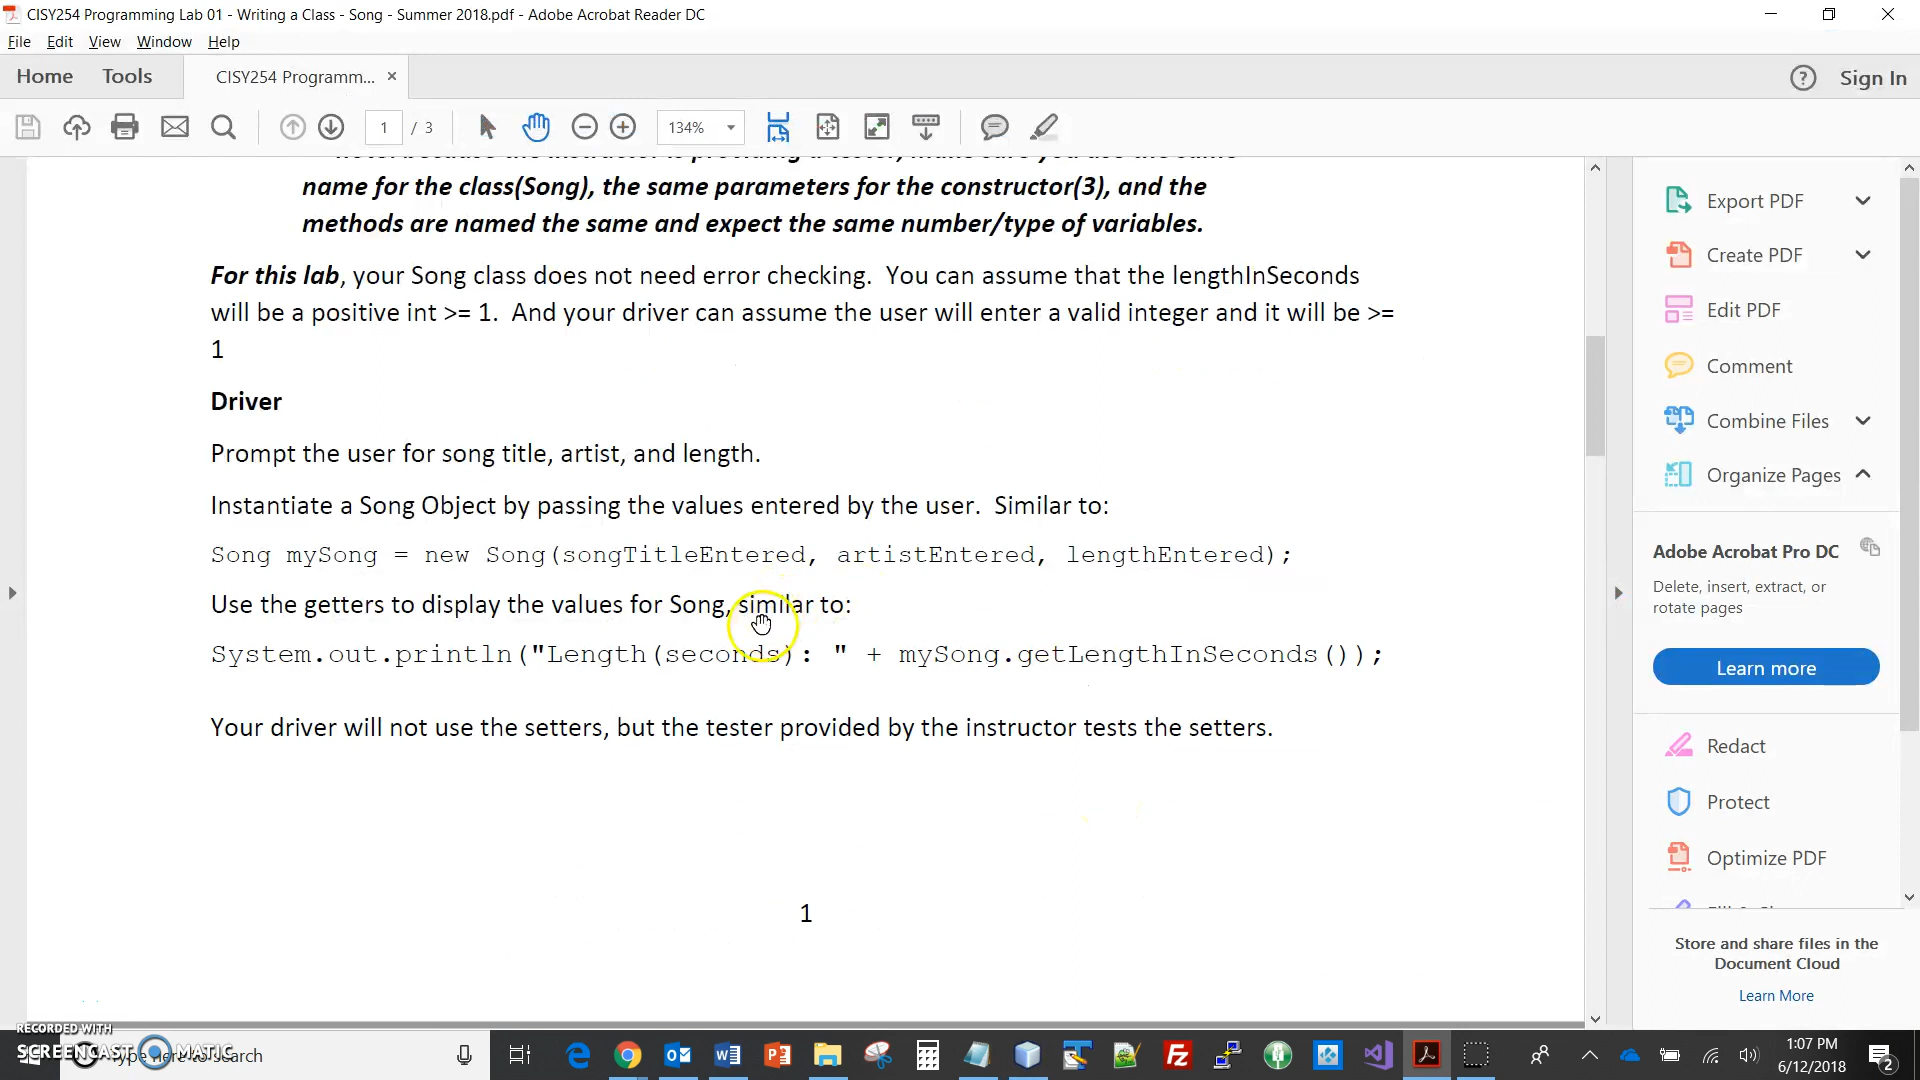 CISY254 Programming Lab 01 - Writing a Class - Song - Summer 2018.pdf - Adobe Acrobat Reader DC
File Edit View Window Help
Home Tools CISY254 Programm... ×
Sign In
1 / 3 134%
name for the class(Song), the same parameters for the constructor(3), and the
methods are named the same and expect the same number/type of variables.
For this lab, your Song class does not need error checking. You can assume that the lengthInSeconds
will be a positive int >= 1. And your driver can assume the user will enter a valid integer and it will be >=
1
Driver
Prompt the user for song title, artist, and length.
Instantiate a Song Object by passing the values entered by the user. Similar to:
Song mySong = new Song(songTitleEntered, artistEntered, lengthEntered);
Use the getters to display the values for Song, similar to:
System.out.println("Length(seconds): " + mySong.getLengthInSeconds());
Your driver will not use the setters, but the tester provided by the instructor tests the setters.
1
Export PDF
Create PDF
Edit PDF
Comment
Combine Files
Organize Pages
Adobe Acrobat Pro DC
Delete, insert, extract, or
rotate pages
Learn more
Redact
Protect
Optimize PDF
Store and share files in the
Document Cloud
Learn More
RECORDED WITH
SCREENCAST MATIC
Type here to search
1:07 PM
6/12/2018
2